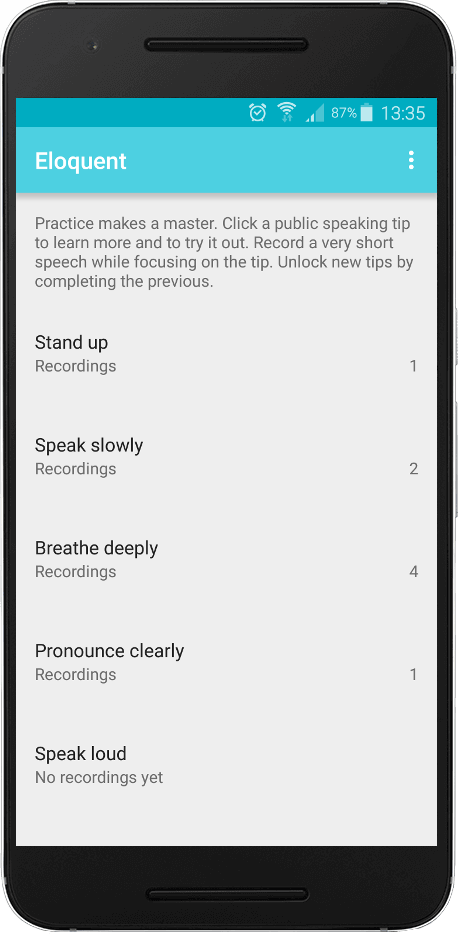 87% 13:35
Eloquent
Practice makes a master. Click a public speaking tip
to learn more and to try it out. Record a very short
speech while focusing on the tip. Unlock new tips by
completing the previous.
Stand up
Recordings 1
Speak slowly
Recordings 2
Breathe deeply
Recordings 4
Pronounce clearly
Recordings 1
Speak loud
No recordings yet